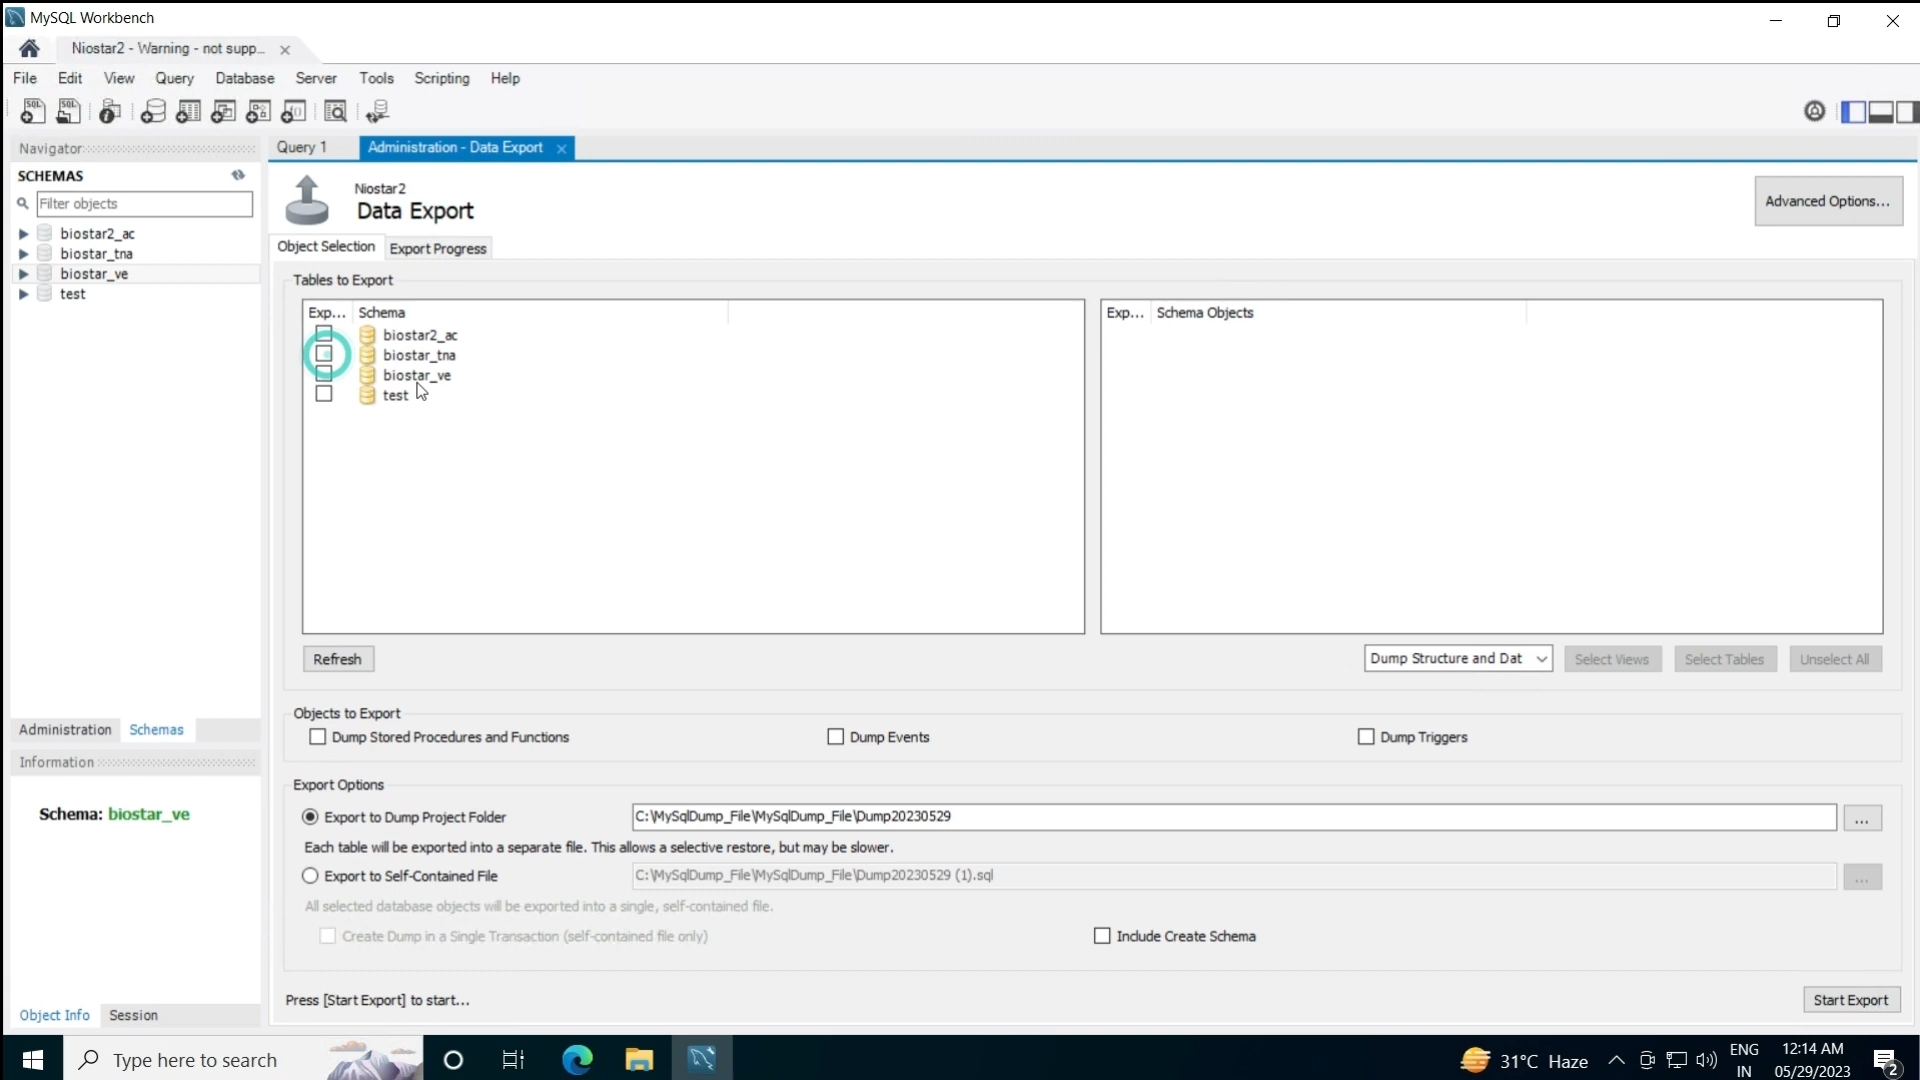 MySQL Workbench
Niostar2 - Warning - not supp...
File Edit View Query Database Server Tools Scripting Help
Navigator
Query 1
Administration - Data Export
SCHEMAS
Filter objects
biostar2_ac
biostar_tna
biostar_ve
test
Niostar2
Data Export
Advanced Options...
Object Selection
Export Progress
Tables to Export
Exp... Schema
biostar2_ac
biostar_tna
biostar_ve
test
Exp... Schema Objects
Refresh
Dump Structure and Dat
Select Views
Select Tables
Unselect All
Objects to Export
Dump Stored Procedures and Functions
Dump Events
Dump Triggers
Administration Schemas
Information
Schema: biostar_ve
Object Info Session
Export Options
Export to Dump Project Folder
C:\MySqlDump_File\MySqlDump_File\Dump20230529
...
Each table will be exported into a separate file. This allows a selective restore, but may be slower.
Export to Self-Contained File
C:\MySqlDump_File\MySqlDump_File\Dump20230529 (1).sql
...
All selected database objects will be exported into a single, self-contained file.
Create Dump in a Single Transaction (self-contained file only)
Include Create Schema
Press [Start Export] to start...
Start Export
Type here to search
31°C Haze
ENG
IN
12:14 AM
05/29/2023
2